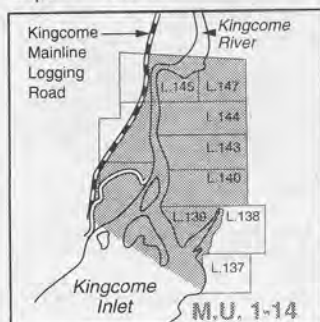 Kingcome
Mainline
Logging
Road
Kingcome
River
L.145
L.147
L.144
L.143
L.140
L.139
L.138
L.137
Kingcome
Inlet
M.U. 1-14